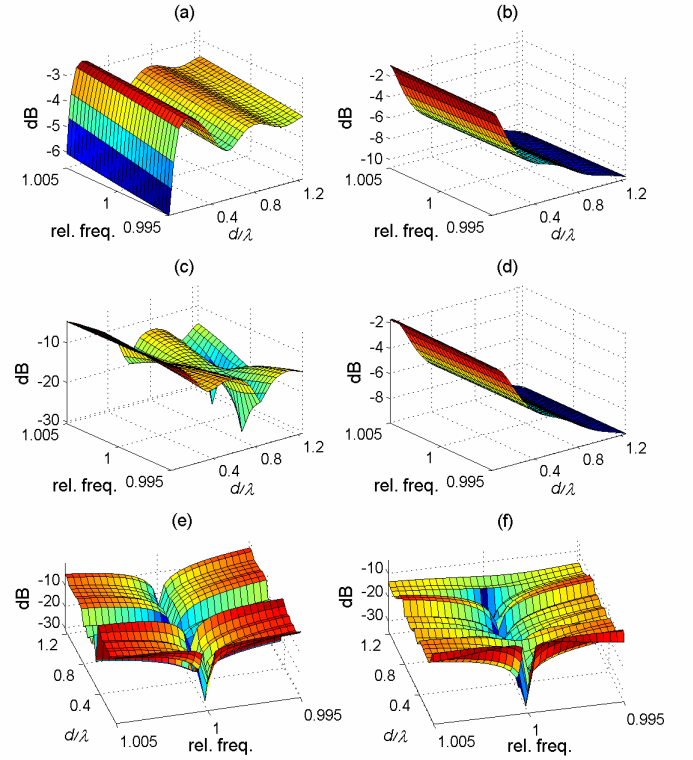 (a)
-3
-4
-5
-6
dB
1.005
1
0.995
rel. freq.
0.4
0.8
1.2
d/λ
(b)
-2
-4
-6
-8
-10
dB
1.005
1
0.995
rel. freq.
0.4
0.8
1.2
d/λ
(c)
-10
-20
-30
dB
1.005
1
0.995
rel. freq.
0.4
0.8
1.2
d/λ
(d)
-2
-4
-6
-8
dB
1.005
1
0.995
rel. freq.
0.4
0.8
1.2
d/λ
(e)
-10
-20
-30
dB
1.2
0.8
0.4
d/λ
1.005
1
0.995
rel. freq.
(f)
-10
-20
-30
dB
1.2
0.8
0.4
d/λ
1.005
1
0.995
rel. freq.